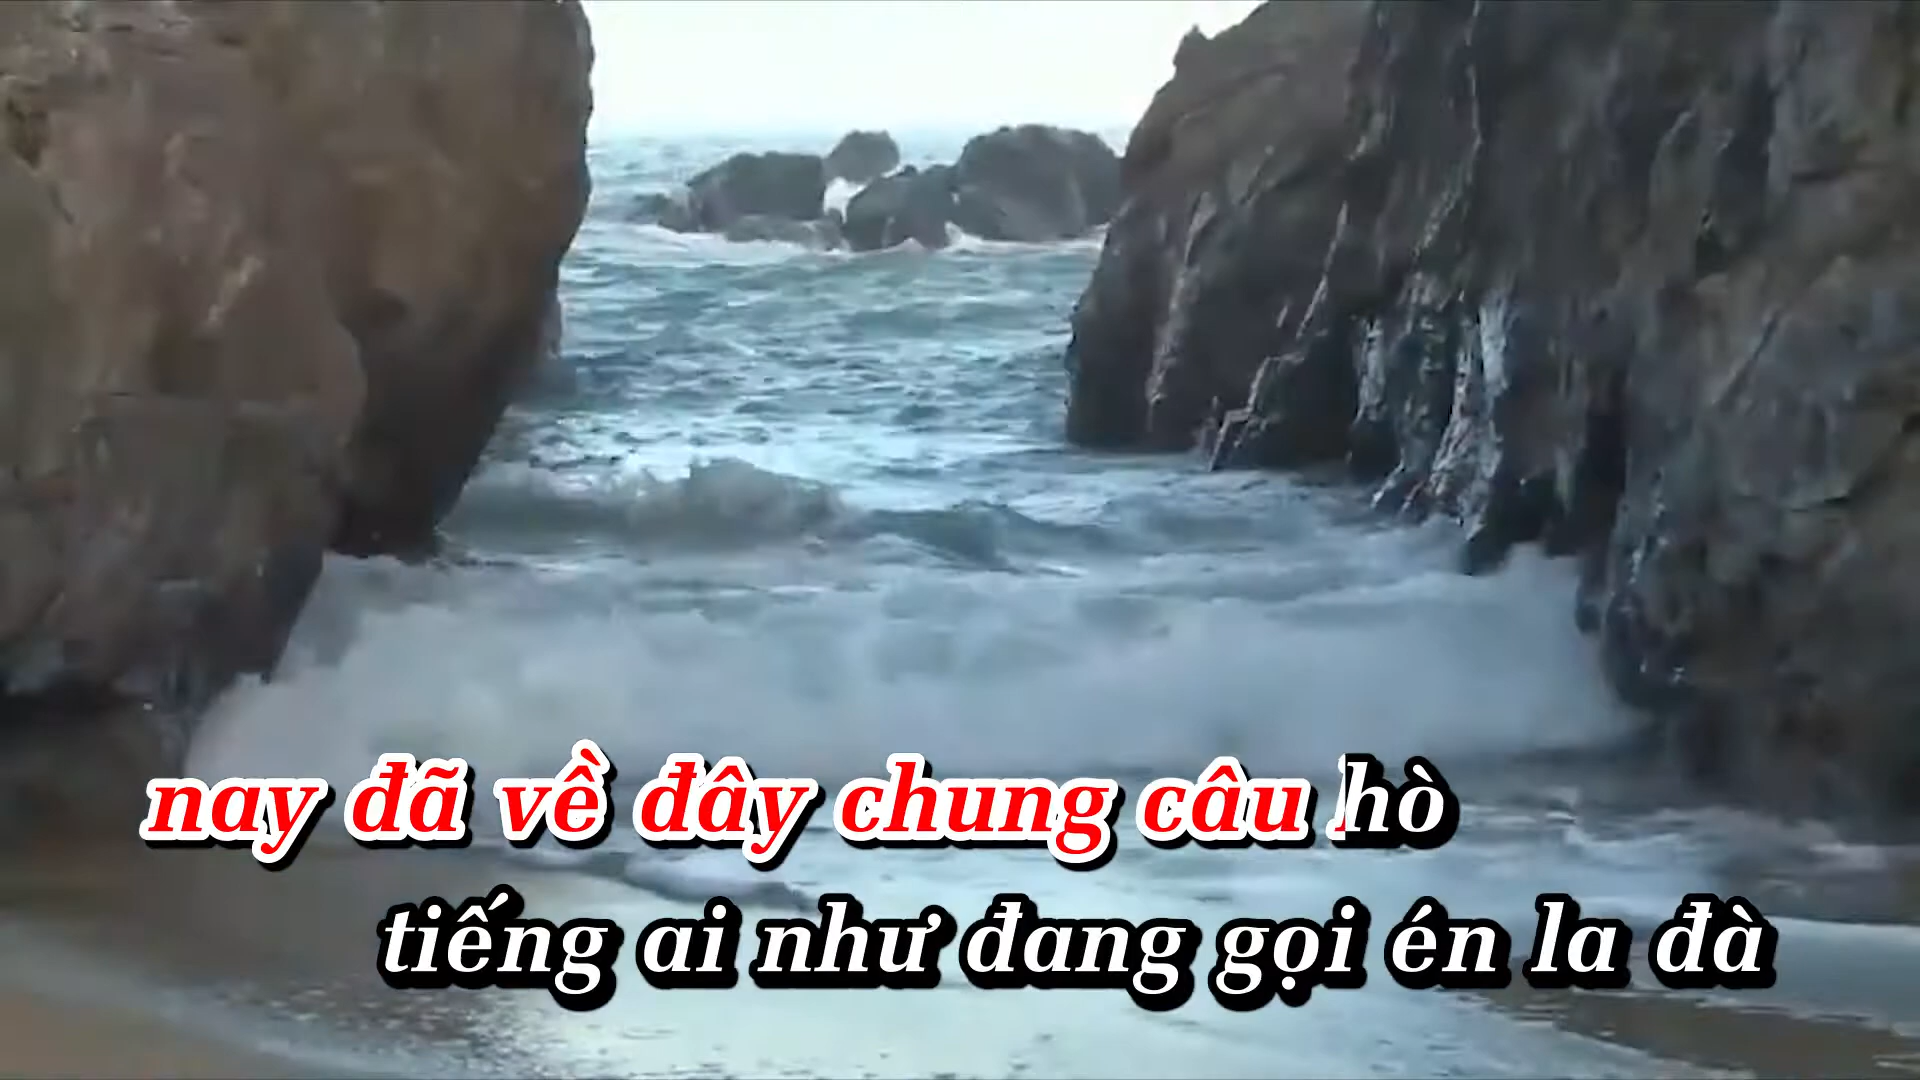 nay đã về đây chung câu hò
tiếng ai như đang gọi én la đà